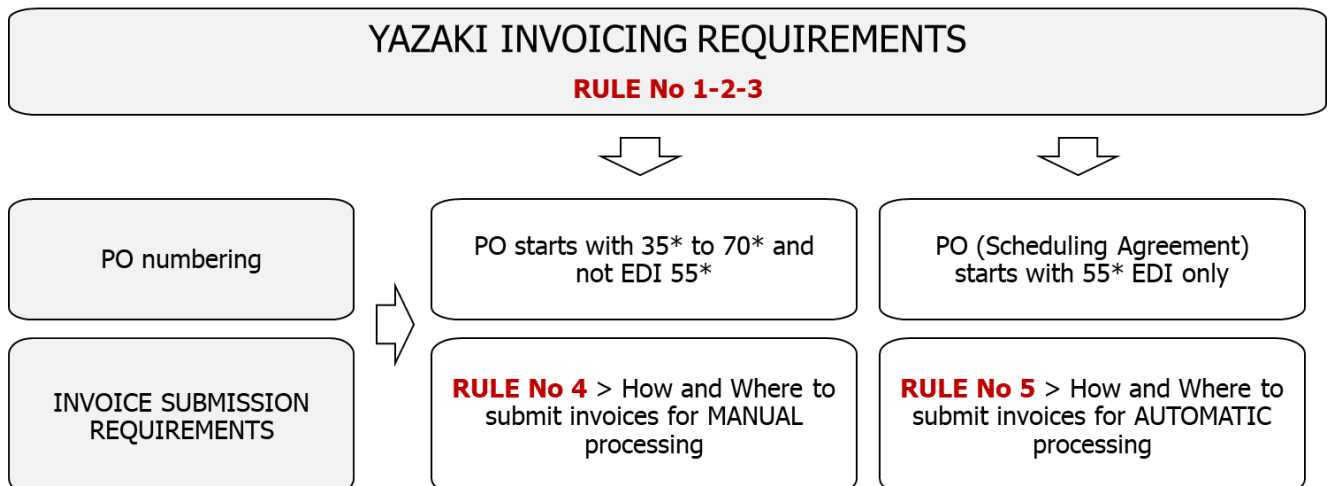 YAZAKI INVOICING REQUIREMENTS
RULE No 1-2-3
PO numbering
PO starts with 35* to 70* and
not EDI 55*
PO (Scheduling Agreement)
starts with 55* EDI only
INVOICE SUBMISSION
REQUIREMENTS
RULE No 4 > How and Where to
submit invoices for MANUAL
processing
RULE No 5 > How and Where to
submit invoices for AUTOMATIC
processing